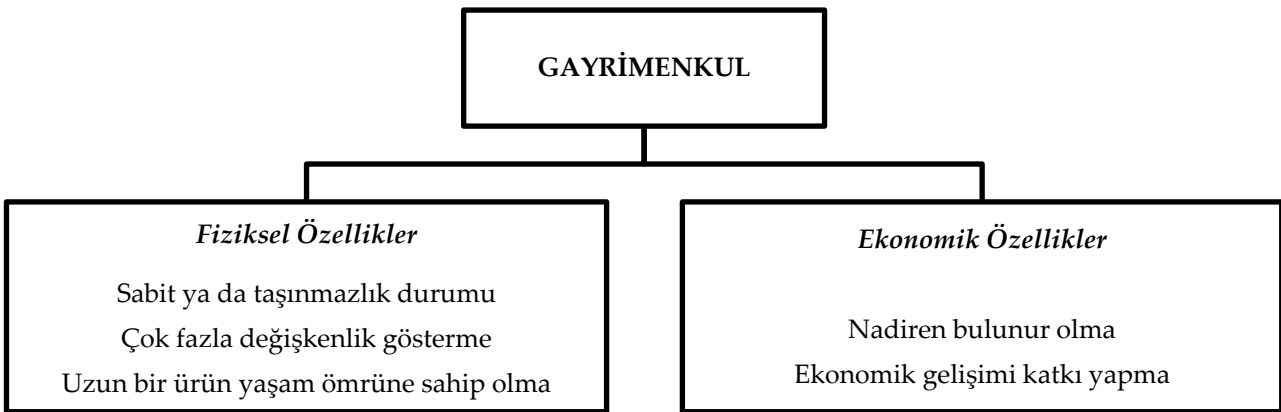 GAYRİMENKUL
Fiziksel Özellikler
Sabit ya da taşınmazlık durumu
Çok fazla değişkenlik gösterme
Uzun bir ürün yaşam ömrüne sahip olma
Ekonomik Özellikler
Nadiren bulunur olma
Ekonomik gelişimi katkı yapma